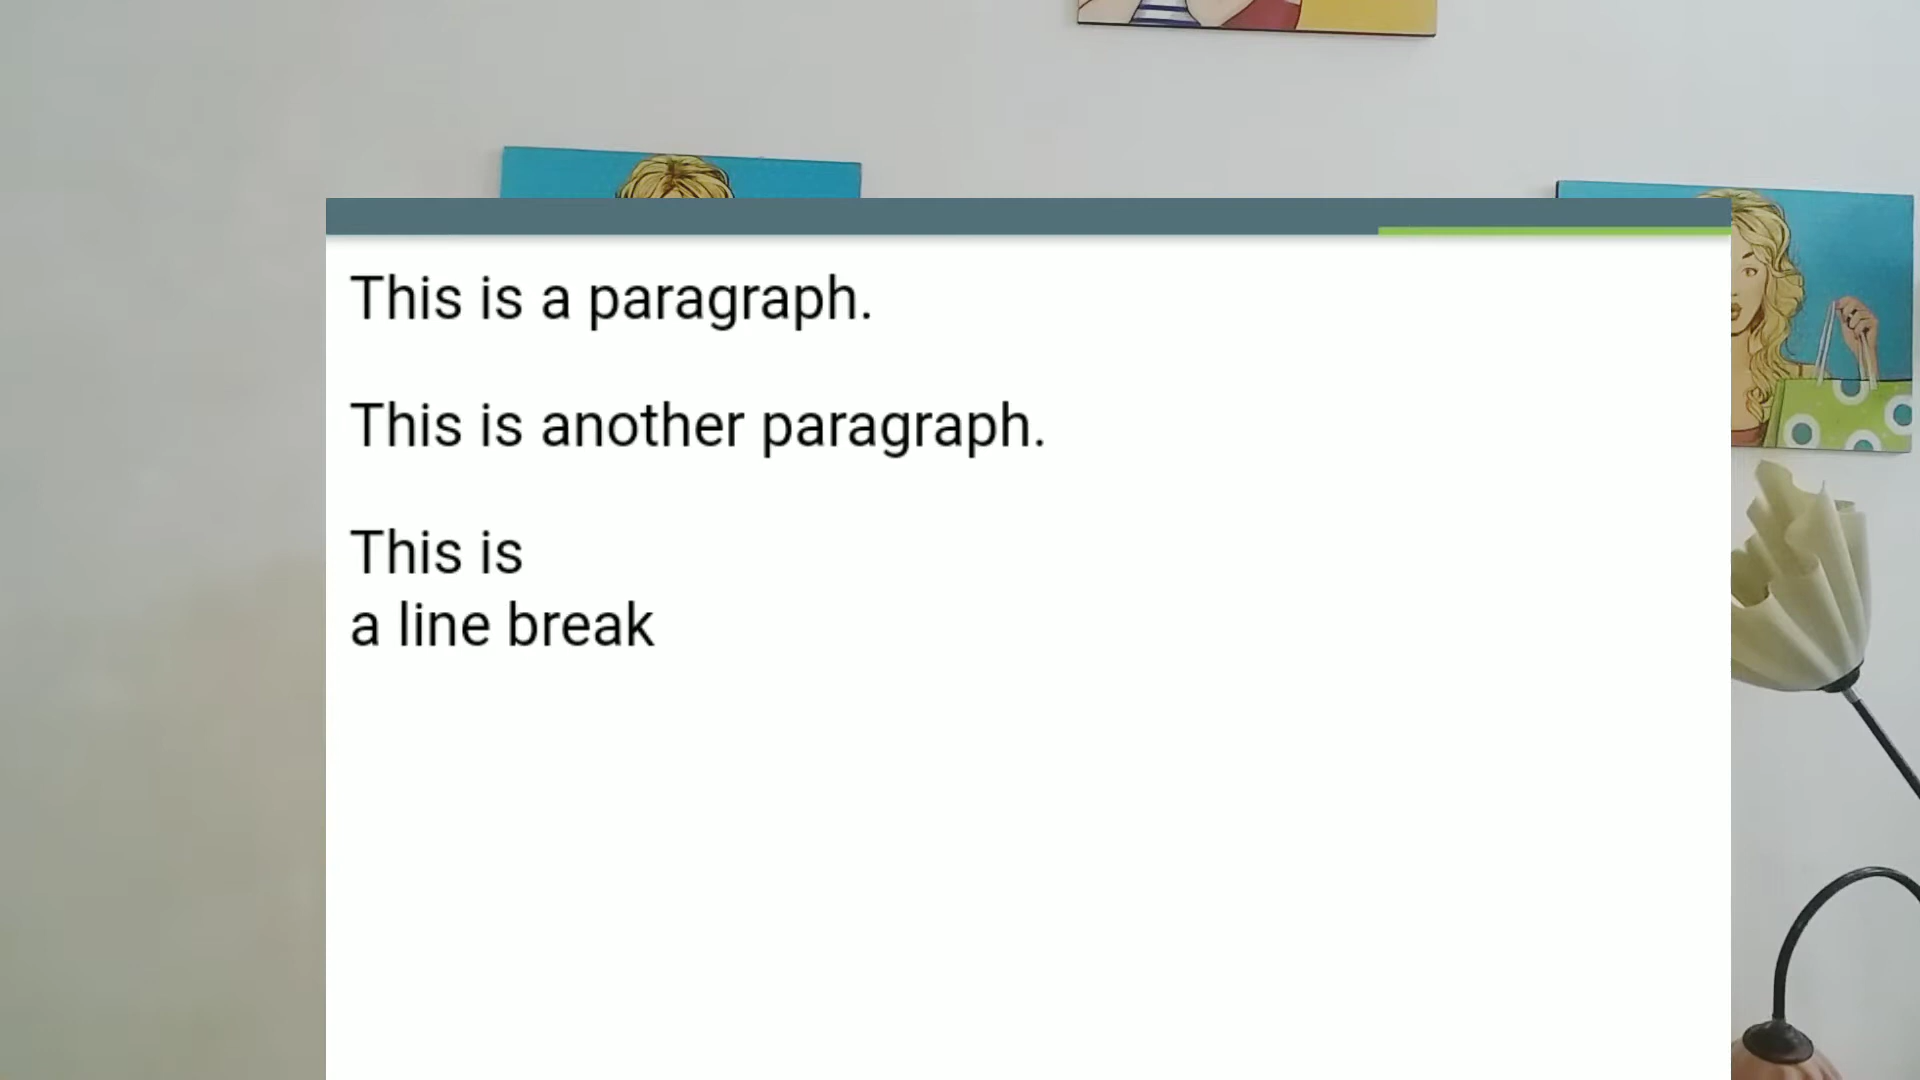 This is a paragraph.
This is another paragraph.
This is
a line break